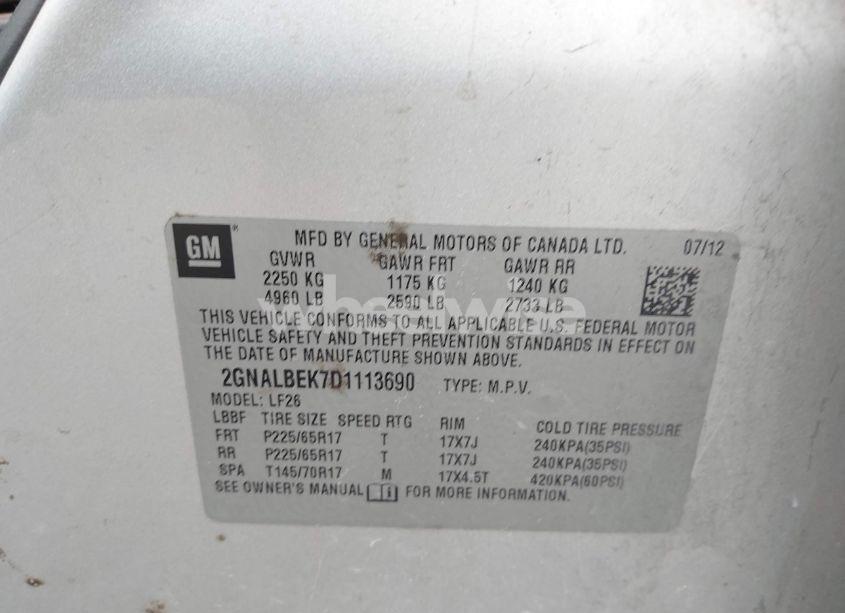 GM ®
MFD BY GENERAL MOTORS OF CANADA LTD. 07/12
GVWR GAWR FRT GAWR RR
2250 KG 1175 KG 1240 KG
4960 LB 2590 LB 2733 LB
THIS VEHICLE CONFORMS TO ALL APPLICABLE U.S. FEDERAL MOTOR
VEHICLE SAFETY AND THEFT PREVENTION STANDARDS IN EFFECT ON
THE DATE OF MANUFACTURE SHOWN ABOVE.
2GNALBEK7D1113690 TYPE: M.P.V.
MODEL: LF26
LBBF TIRE SIZE SPEED RTG RIM COLD TIRE PRESSURE
FRT P225/65R17 T 17X7J 240KPA(35PSI)
RR P225/65R17 T 17X7J 240KPA(35PSI)
SPA T145/70R17 M 17X4.5T 420KPA(60PSI)
SEE OWNER'S MANUAL FOR MORE INFORMATION.